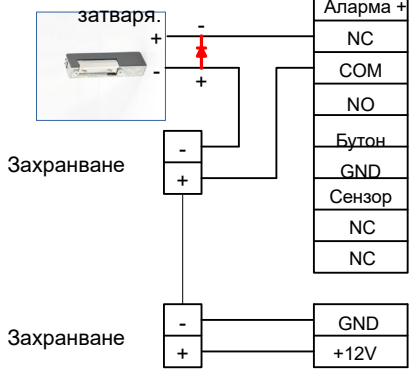 затваря.
Аларма +
-
+
NC
-
COM
+
NO
Бутон
-
Захранване
GND
+
Сензор
NC
NC
-
GND
Захранване
+
+12V